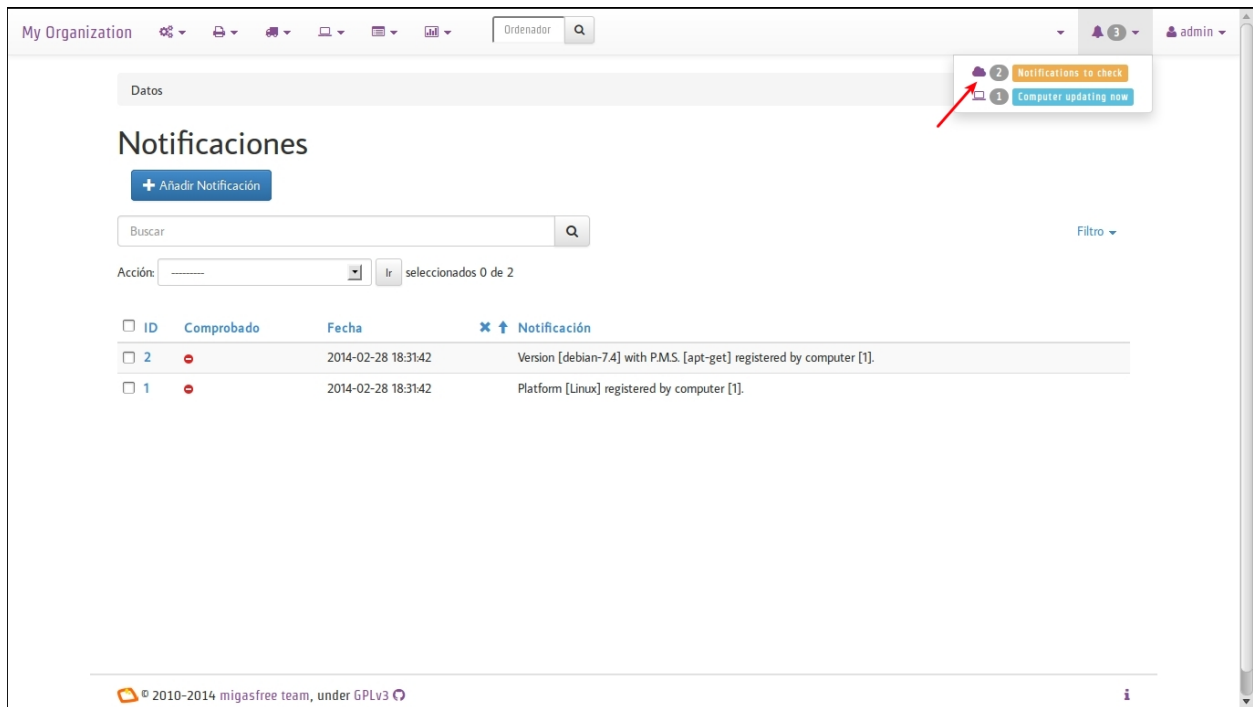 My Organization
Ordenador
3
admin
2 Notifications to check
1 Computer updating now
Datos
Notificaciones
Añadir Notificación
Buscar
Filtro
Acción: --------- Ir seleccionados 0 de 2
ID Comprobado Fecha Notificación
2 2014-02-28 18:31:42 Version [debian-7.4] with P.M.S. [apt-get] registered by computer [1].
1 2014-02-28 18:31:42 Platform [Linux] registered by computer [1].
© 2010-2014 migasfree team, under GPLv3